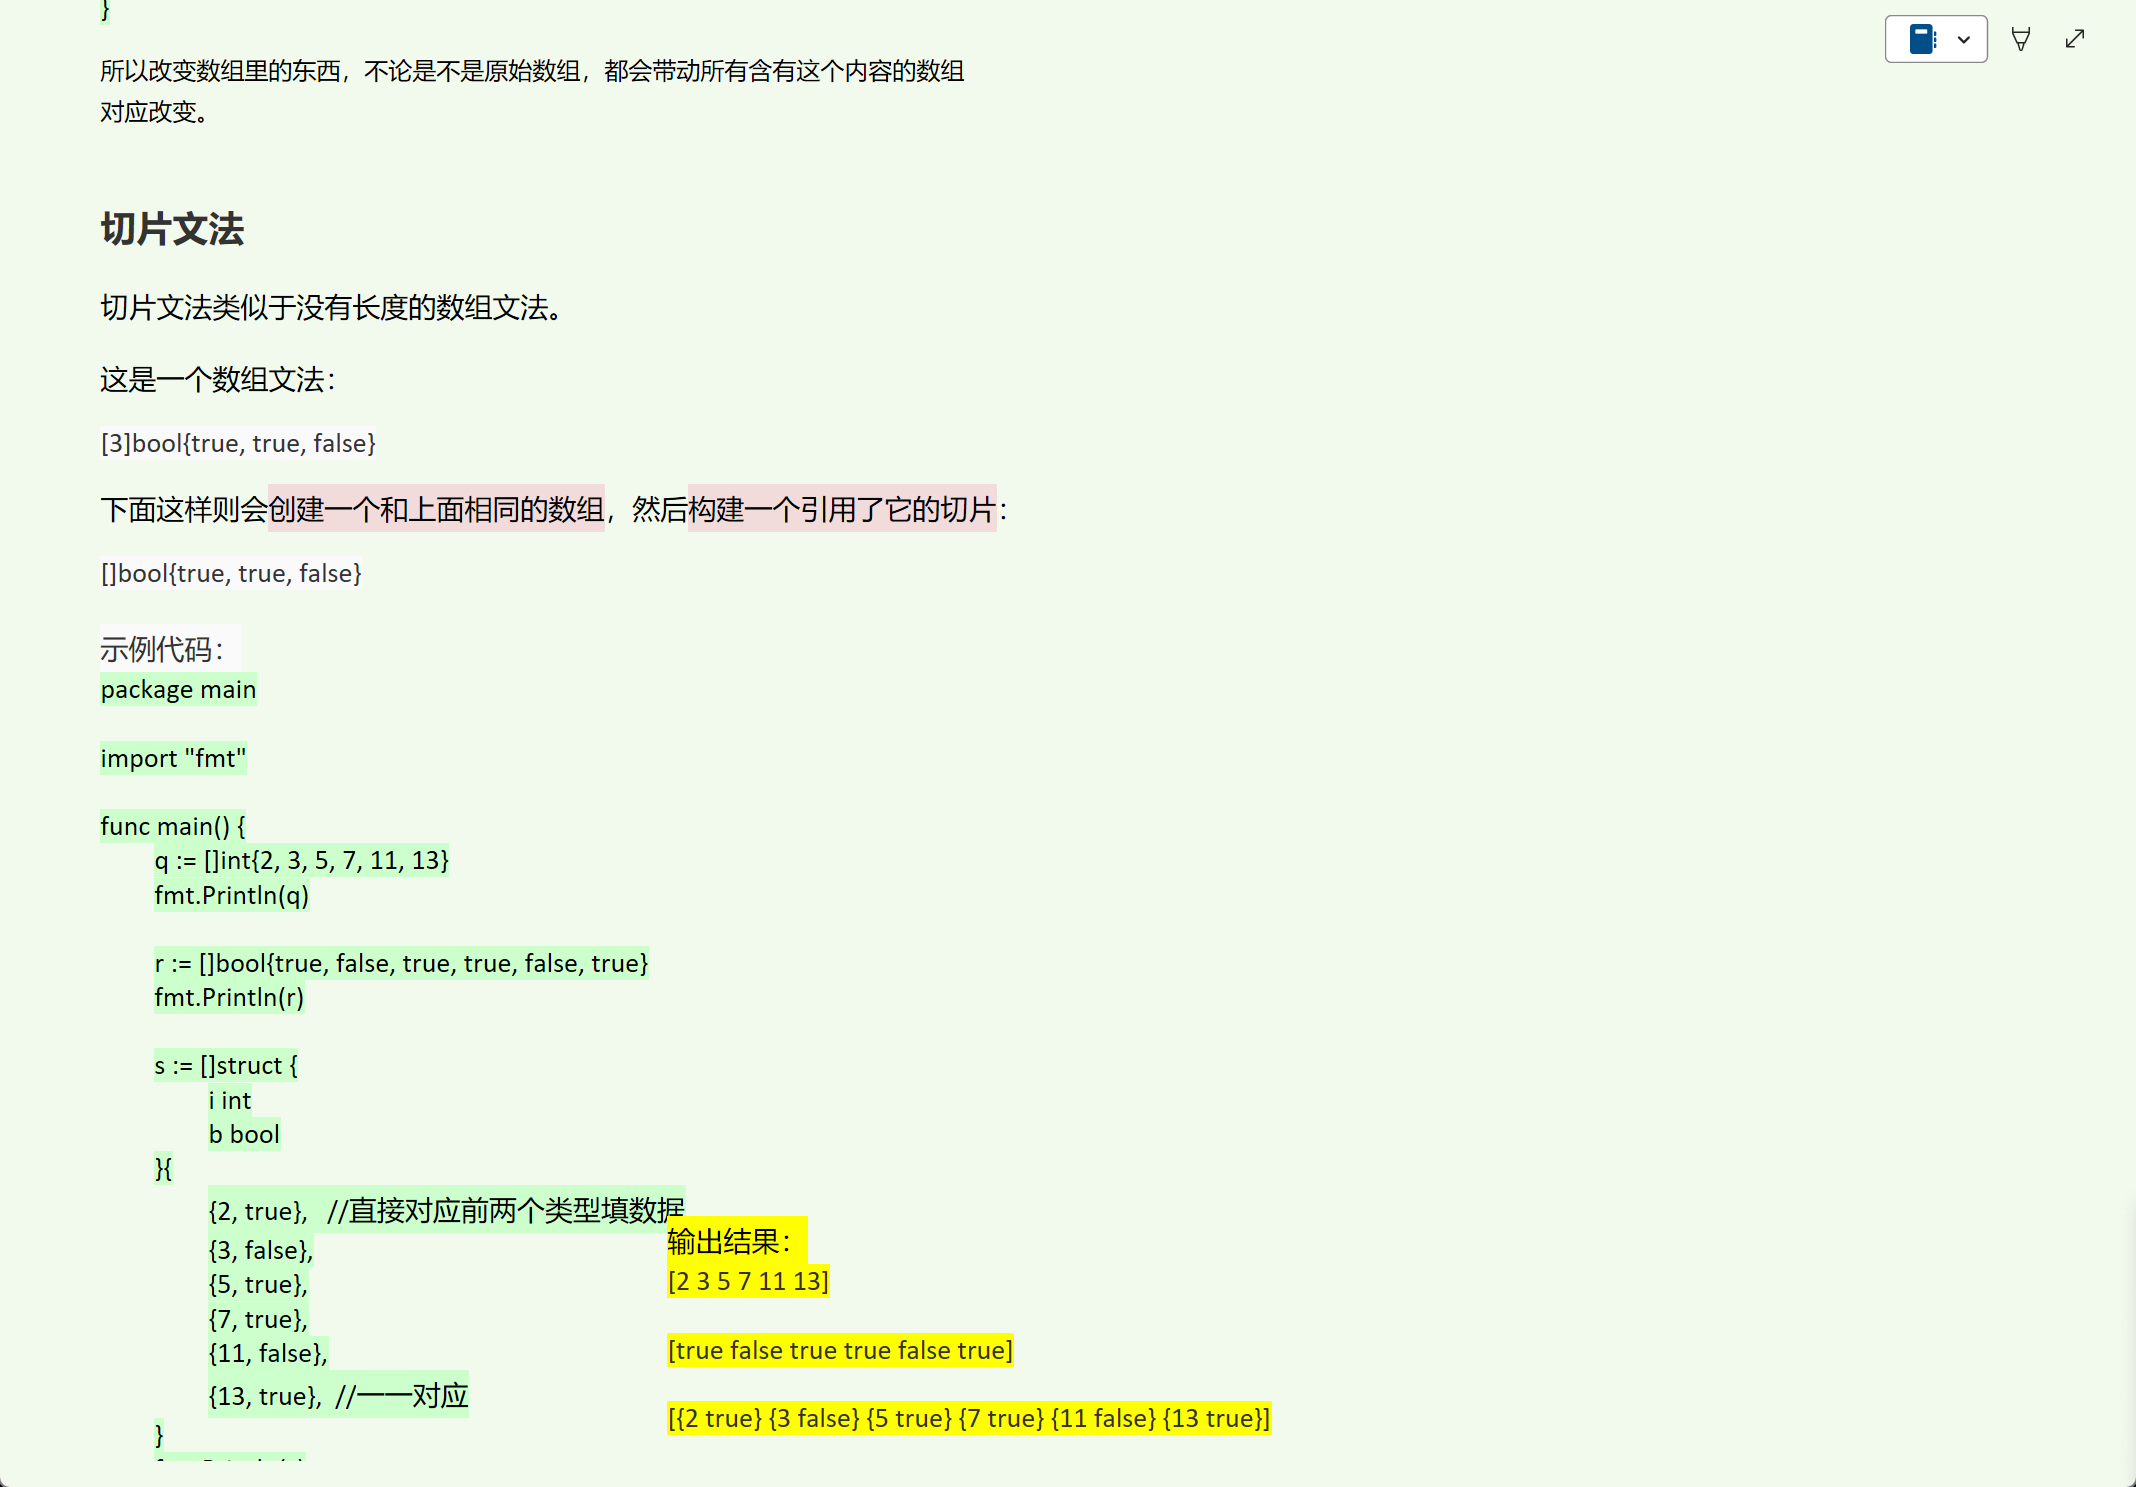 }
所以改变数组里的东西，不论是不是原始数组，都会带动所有含有这个内容的数组
对应改变。
切片文法
切片文法类似于没有长度的数组文法。
这是一个数组文法：
[3]bool{true, true, false}
下面这样则会创建一个和上面相同的数组，然后构建一个引用了它的切片：
[]bool{true, true, false}
示例代码：
package main
import "fmt"
func main() {
q := []int{2, 3, 5, 7, 11, 13}
fmt.Println(q)
r := []bool{true, false, true, true, false, true}
fmt.Println(r)
s := []struct {
i int
b bool
}{
{2, true},   //直接对应前两个类型填数据
{3, false},
{5, true},
{7, true},
{11, false},
{13, true},  //一一对应
}
输出结果：
[2 3 5 7 11 13]
[true false true true false true]
[{2 true} {3 false} {5 true} {7 true} {11 false} {13 true}]